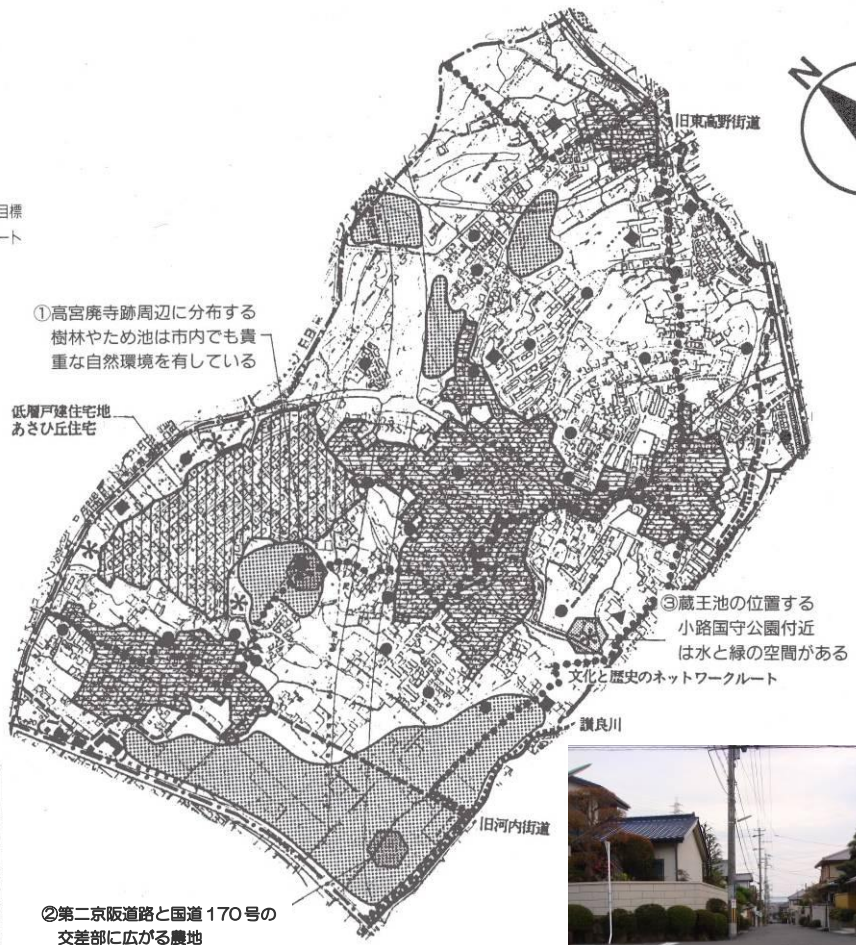 N
旧東高野街道
目標
ート
①高宮廃寺跡周辺に分布する
樹林やため池は市内でも貴
重な自然環境を有している
低層戸建住宅地
あさひ丘住宅
③蔵王池の位置する
小路国守公園付近
は水と緑の空間がある
文化と歴史のネットワークルート
讃良川
旧河内街道
②第二京阪道路と国道170号の
交差部に広がる農地